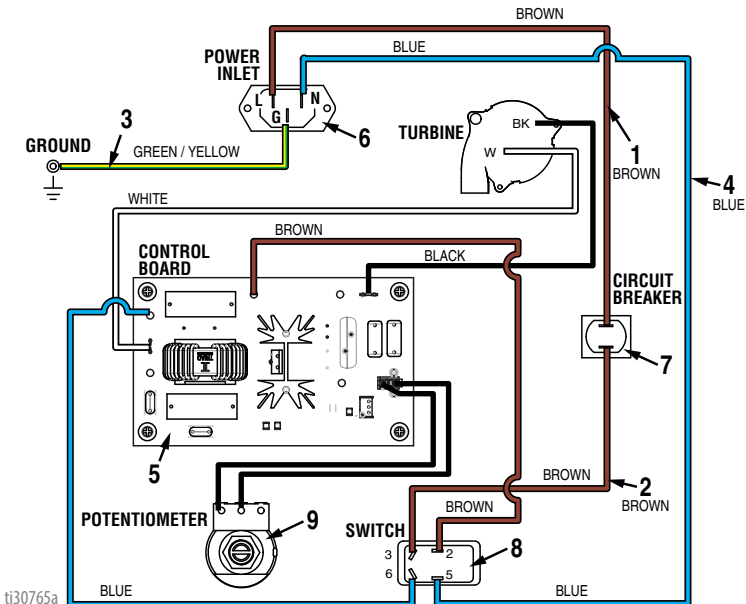 BROWN
BLUE
POWER
INLET
L
N
G
6
TURBINE
BK
W
3
GROUND
GREEN / YELLOW
1
BROWN
4
BLUE
WHITE
BROWN
CONTROL
BOARD
BLACK
CIRCUIT
BREAKER
7
5
BROWN
2
BROWN
BROWN
POTENTIOMETER
9
SWITCH
3
2
8
6
5
ti30765a
BLUE
BLUE